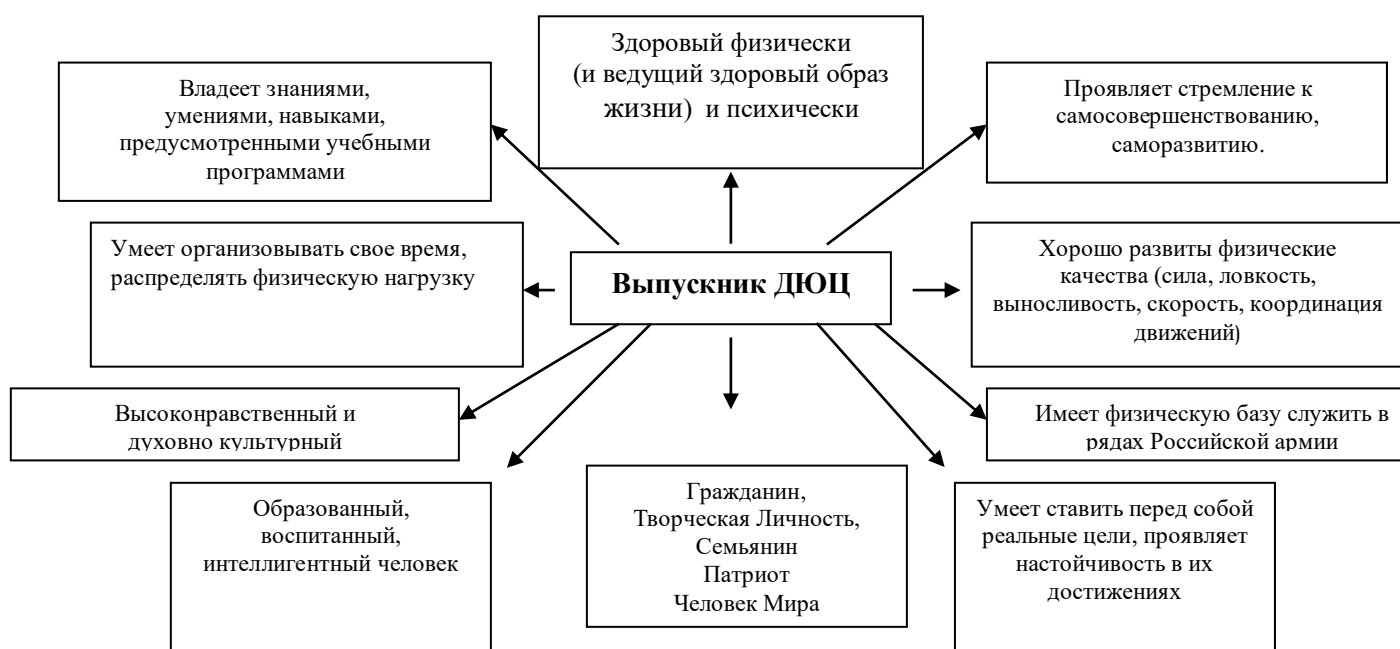 Здоровый физически
(и ведущий здоровый образ
жизни) и психически
Владеет знаниями,
умениями, навыками,
предусмотренными учебными
программами
Проявляет стремление к
самосовершенствованию,
саморазвитию.
Умеет организовывать свое время,
распределять физическую нагрузку
Выпускник ДЮЦ
Хорошо развиты физические
качества (сила, ловкость,
выносливость, скорость, координация
движений)
Высоконравственный и
духовно культурный
Имеет физическую базу служить в
рядах Российской армии
Образованный,
воспитанный,
интеллигентный человек
Гражданин,
Творческая Личность,
Семьянин
Патриот
Человек Мира
Умеет ставить перед собой
реальные цели, проявляет
настойчивость в их
достижениях